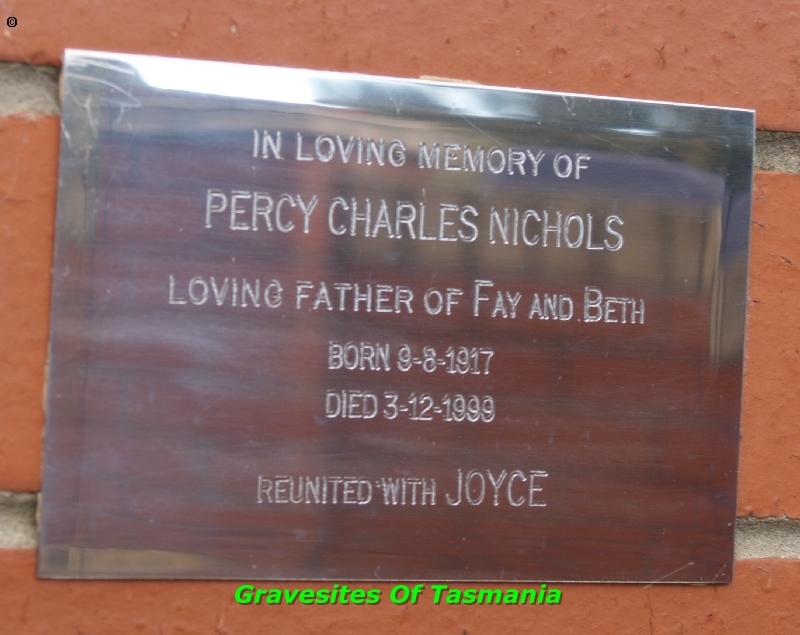 ©
IN LOVING MEMORY OF
PERCY CHARLES NICHOLS
LOVING FATHER OF FAY AND BETH
BORN 9-8-1917
DIED 3-12-1999
REUNITED WITH JOYCE
Gravesites Of Tasmania